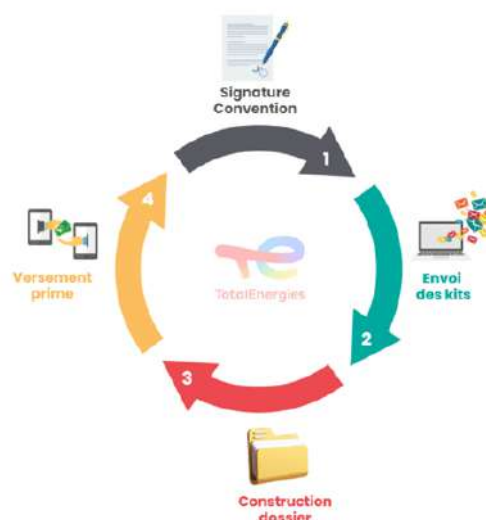 Signature
Convention
1
4
Versement
prime
TotalEnergies
Envoi
des kits
2
3
Construction
dossier